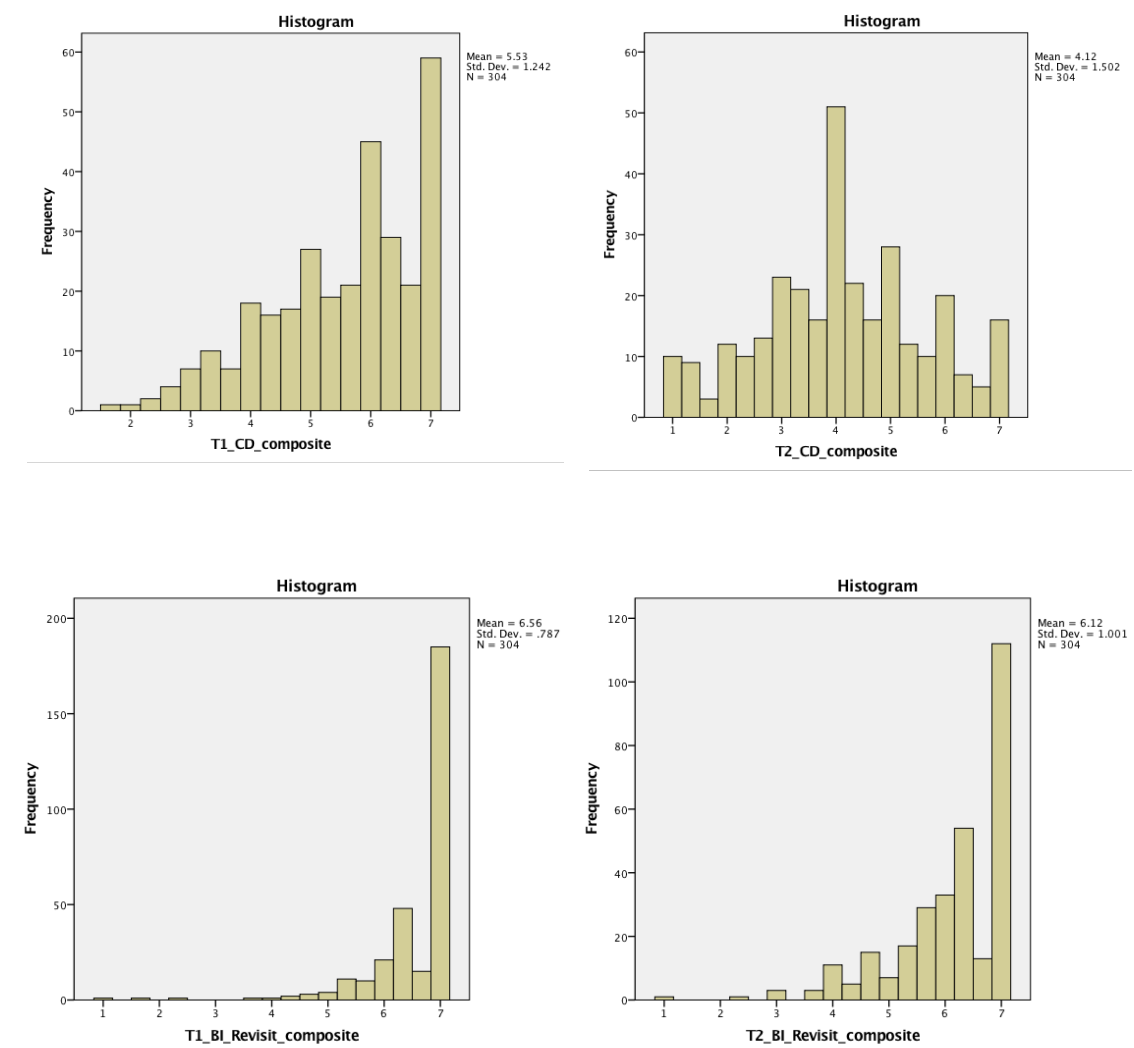 Histogram
60
50
40
30
20
10
0
Frequency
2
3
4
5
6
7
T1_CD_composite
Mean = 5.53
Std. Dev. = 1.242
N = 304
Histogram
60
50
40
30
20
10
0
Frequency
1
2
3
4
5
6
7
T2_CD_composite
Mean = 4.12
Std. Dev. = 1.502
N = 304
Histogram
200
150
100
50
0
Frequency
1
2
3
4
5
6
7
T1_BI_Revisit_composite
Mean = 6.56
Std. Dev. = .787
N = 304
Histogram
120
100
80
60
40
20
0
Frequency
1
2
3
4
5
6
7
T2_BI_Revisit_composite
Mean = 6.12
Std. Dev. = 1.001
N = 304